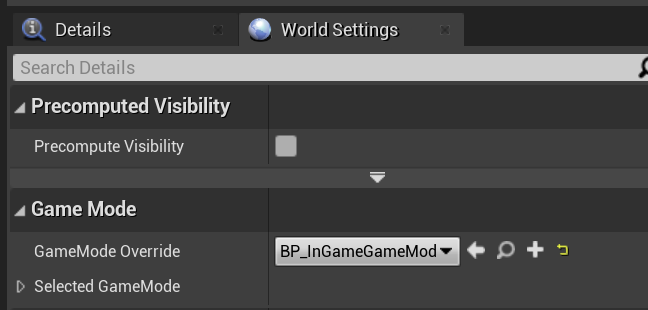 Details
World Settings
Search Details
Precomputed Visibility
Precompute Visibility
Game Mode
GameMode Override
BP_InGameGameMod
Selected GameMode